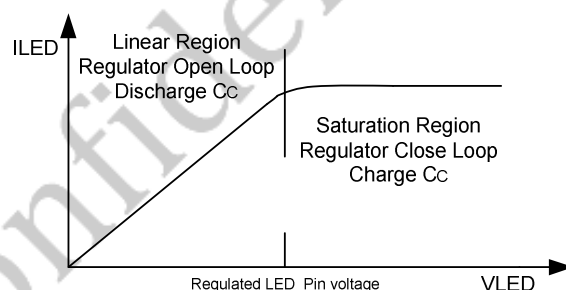 ILED
Linear Region
Regulator Open Loop
Discharge Cc
Saturation Region
Regulator Close Loop
Charge Cc
Regulated LED Pin voltage
VLED